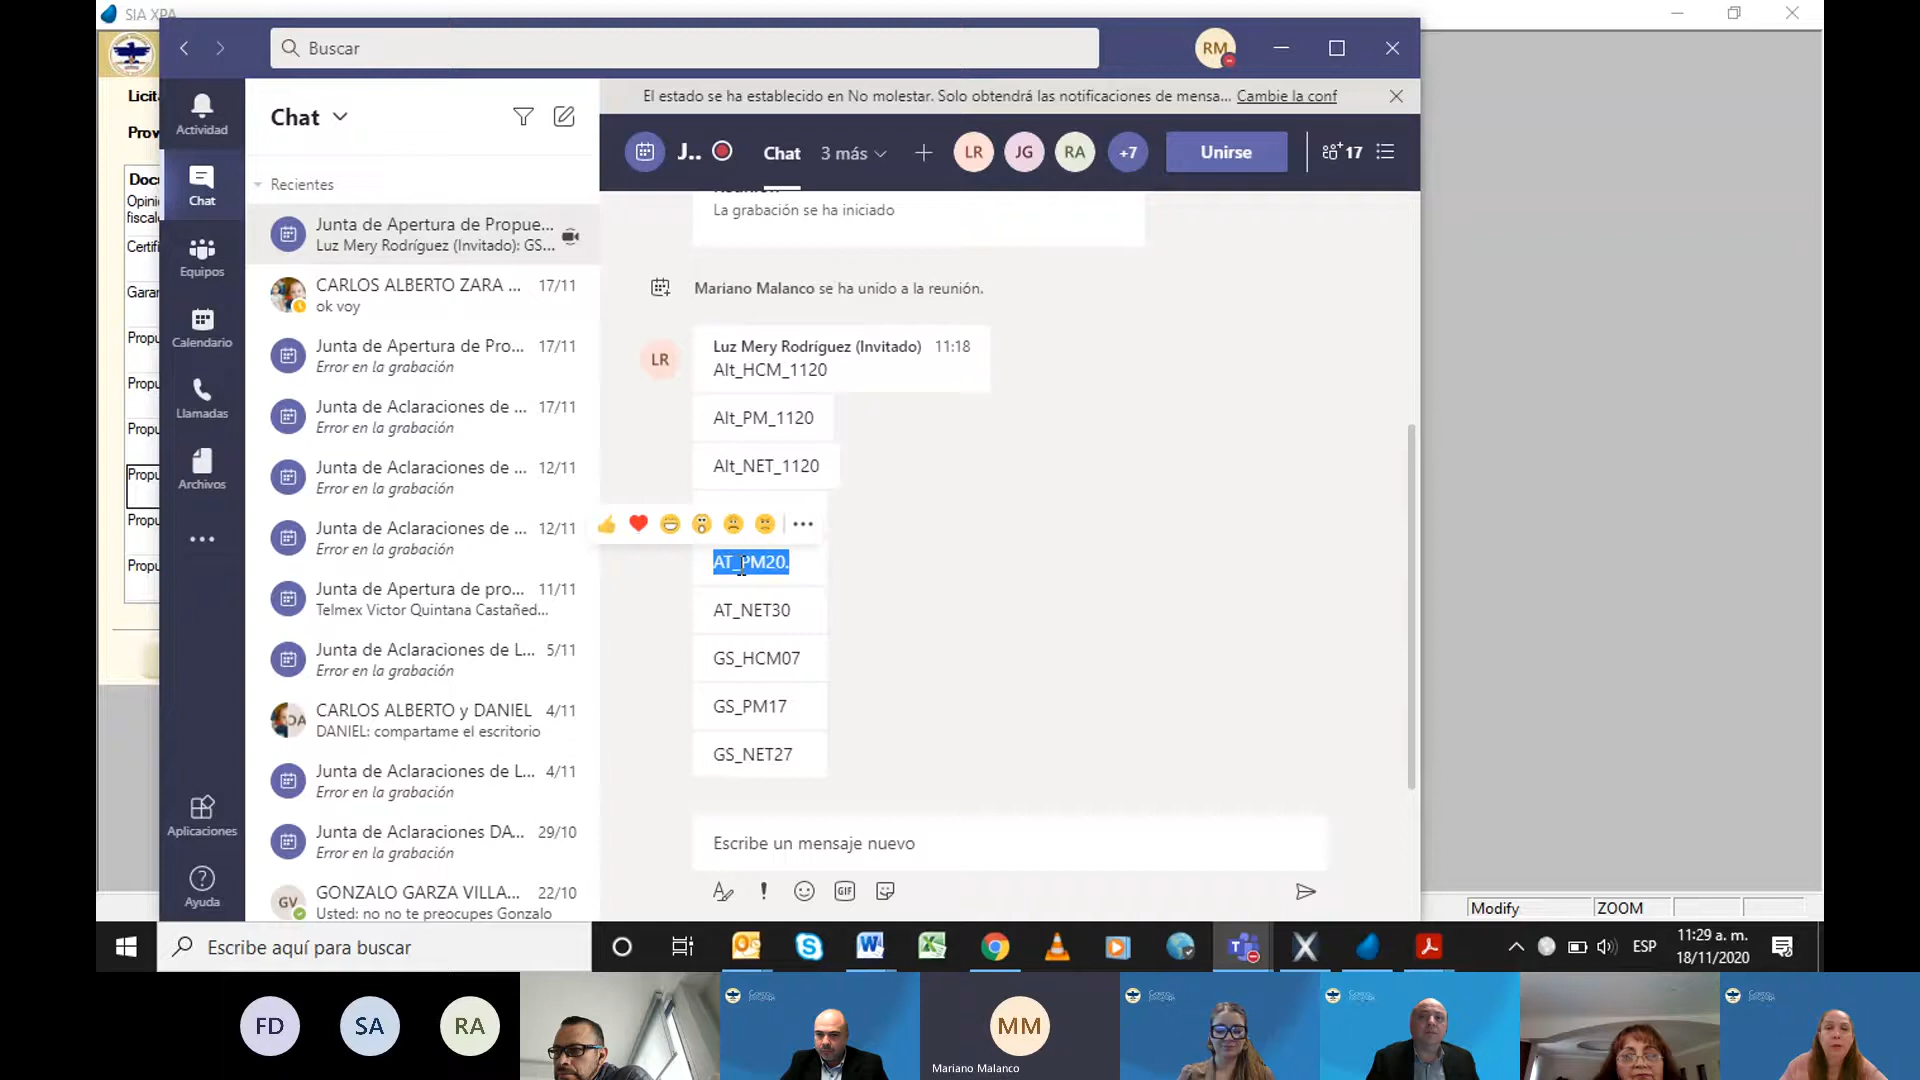 SIA XPA
Buscar
RM
Licita
Prov
Docu
Opinió
fiscale
Certifi
Garan
Propu
Propu
Propu
Propu
Propu
Propu
Actividad
Chat
Equipos
Calendario
Llamadas
Archivos
Aplicaciones
Ayuda
Chat
Recientes
Junta de Apertura de Propue...
Luz Mery Rodríguez (Invitado): GS...
CARLOS ALBERTO ZARA ... 17/11
ok voy
Junta de Apertura de Pro... 17/11
Error en la grabación
Junta de Aclaraciones de ... 17/11
Error en la grabación
Junta de Aclaraciones de ... 12/11
Error en la grabación
Junta de Aclaraciones de ... 12/11
Error en la grabación
Junta de Apertura de pro... 11/11
Telmex Victor Quintana Castañed...
Junta de Aclaraciones de L... 5/11
Error en la grabación
DA
CARLOS ALBERTO y DANIEL 4/11
DANIEL: compartame el escritorio
Junta de Aclaraciones de L... 4/11
Error en la grabación
Junta de Aclaraciones DA... 29/10
Error en la grabación
GV
GONZALO GARZA VILLA... 22/10
Usted: no no te preocupes Gonzalo
El estado se ha establecido en No molestar. Solo obtendrá las notificaciones de mensa... Cambie la conf
J.. Chat 3 más LR JG RA +7 Unirse 17
Reunión
La grabación se ha iniciado
Mariano Malanco se ha unido a la reunión.
LR
Luz Mery Rodríguez (Invitado) 11:18
Alt_HCM_1120
Alt_PM_1120
Alt_NET_1120
AT_PM20.
AT_NET30
GS_HCM07
GS_PM17
GS_NET27
Escribe un mensaje nuevo
GIF
Modify ZOOM
Escribe aquí para buscar
ESP
11:29 a. m.
18/11/2020
FD SA RA MM
Mariano Malanco